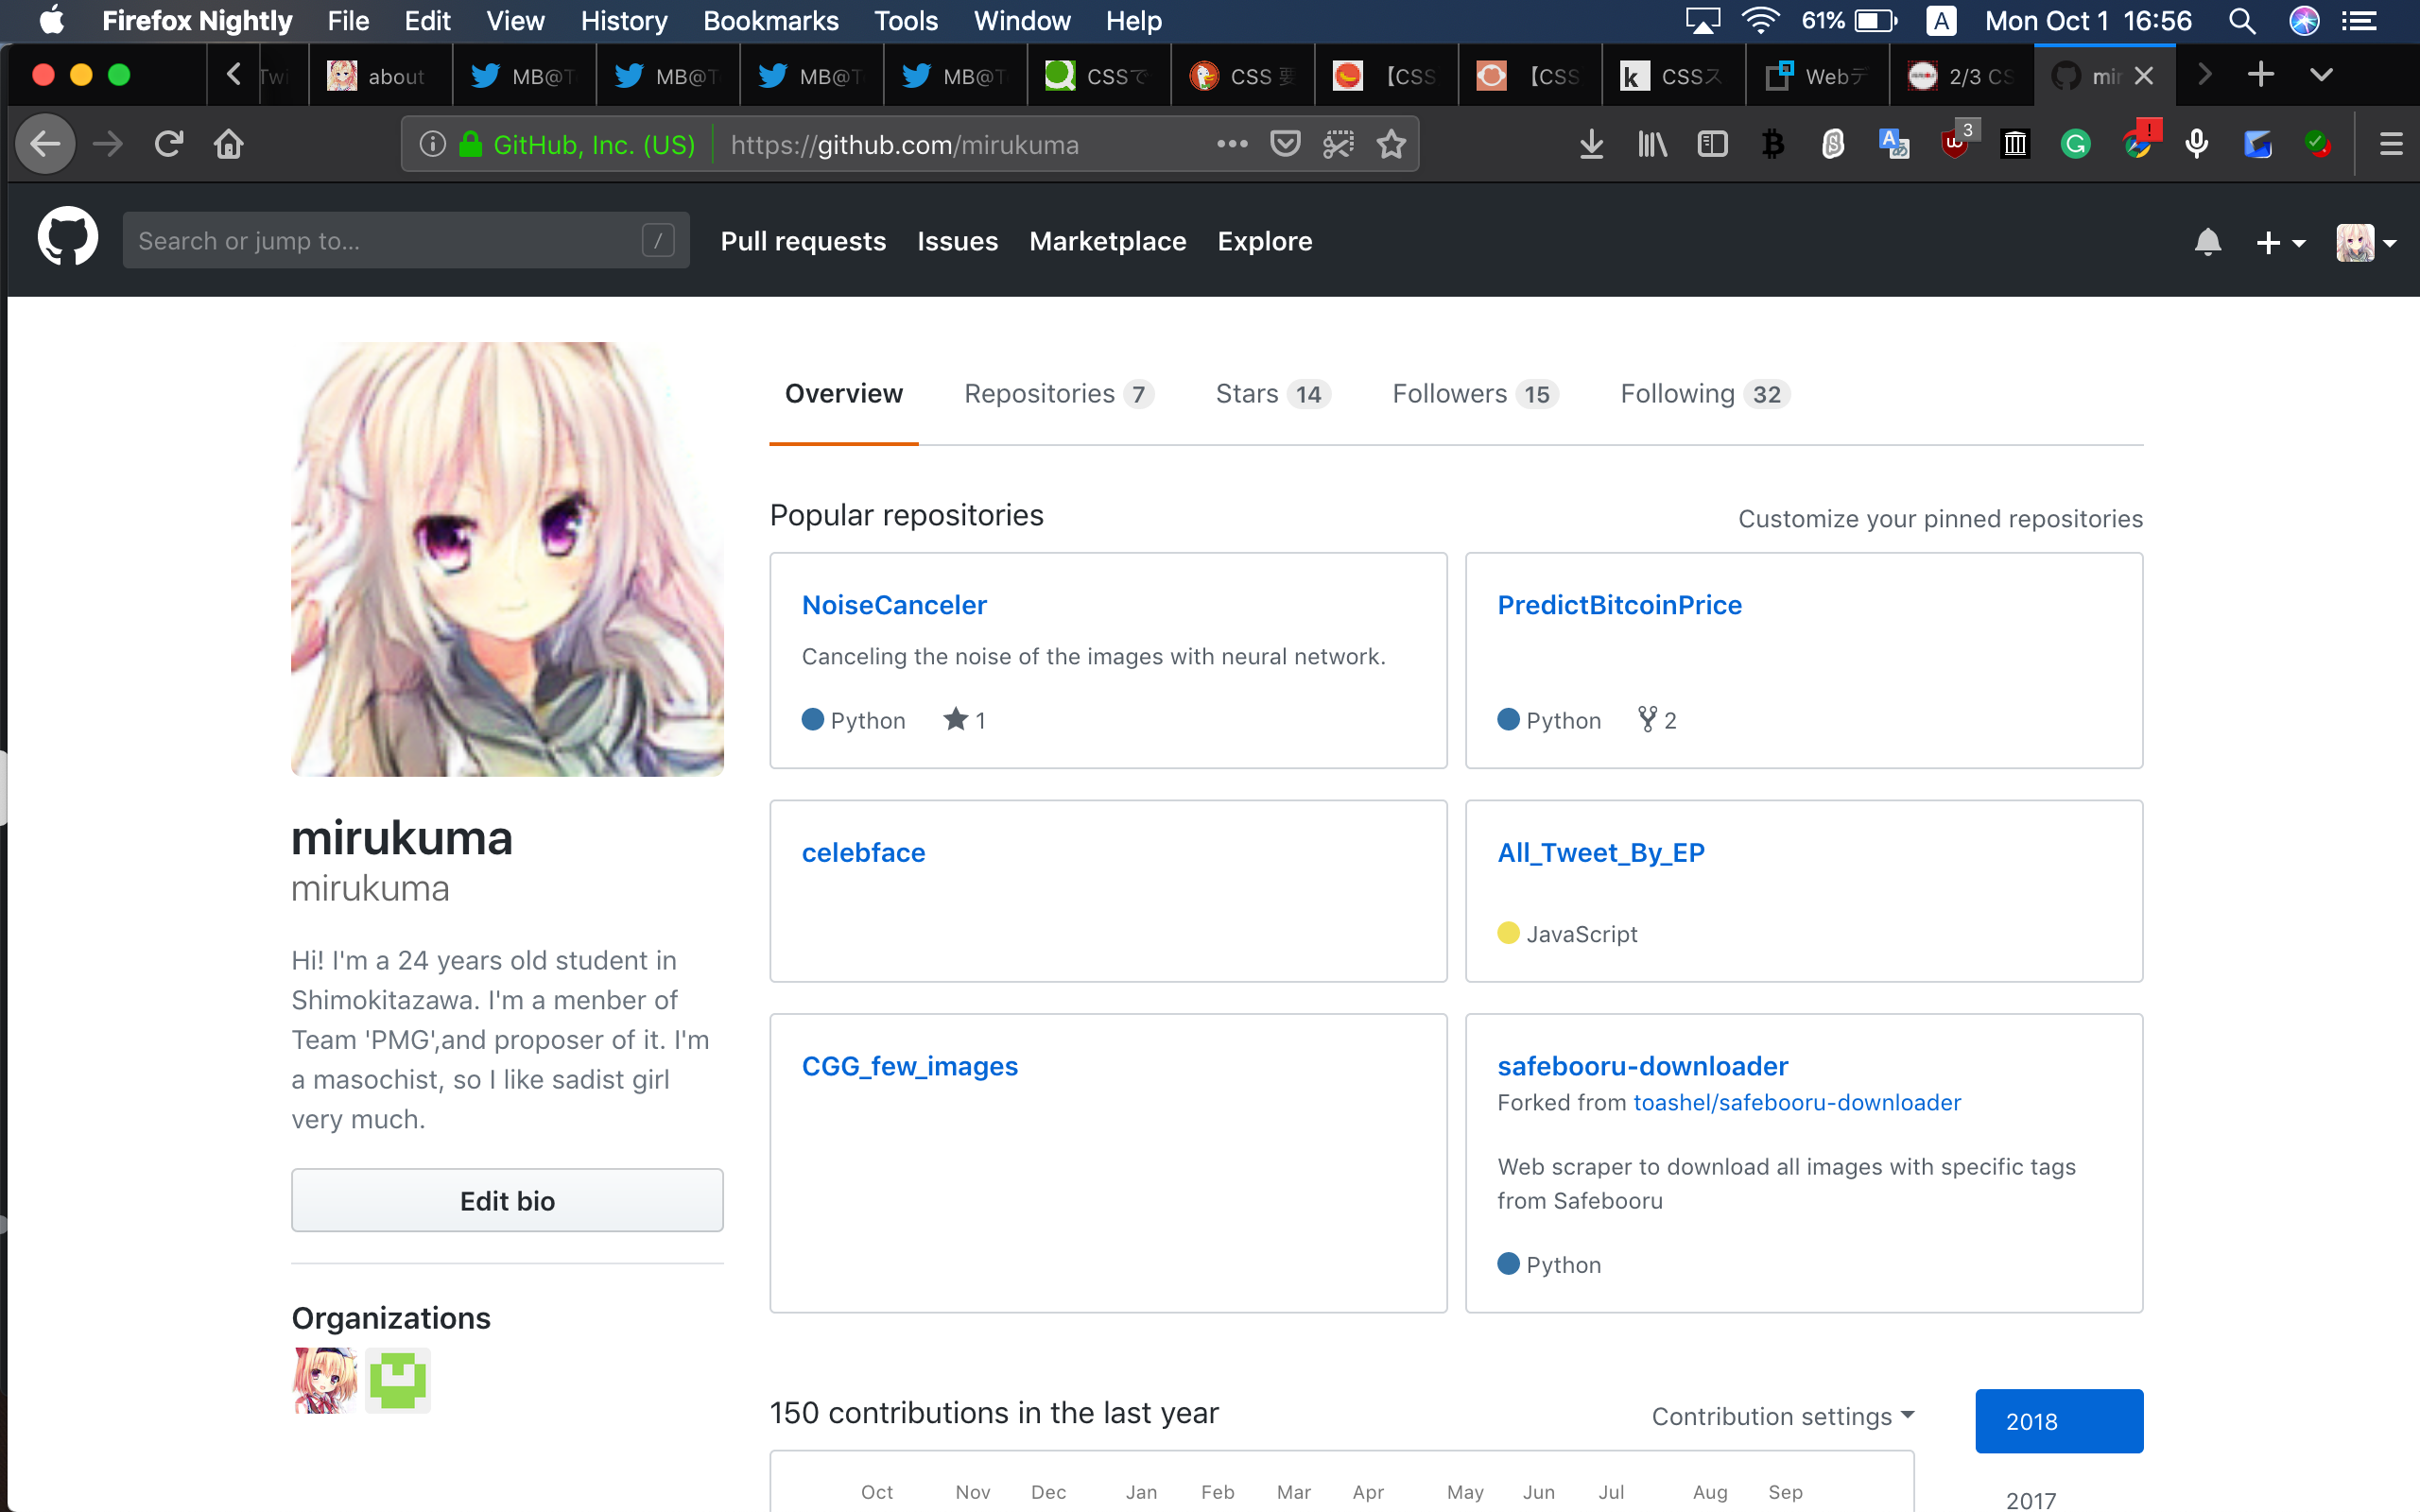 Firefox Nightly File Edit View History Bookmarks Tools Window Help 61% A Mon Oct 1 16:56
Twi about MB@T MB@T MB@T MB@T CSSで CSS 要 【CSS 【CSS k CSSス Webデ 2/3 CS mir
GitHub, Inc. (US) https://github.com/mirukuma 3
Search or jump to... / Pull requests Issues Marketplace Explore
Overview Repositories 7 Stars 14 Followers 15 Following 32
Popular repositories Customize your pinned repositories
NoiseCanceler
Canceling the noise of the images with neural network.
Python 1
PredictBitcoinPrice
Python 2
celebface
All_Tweet_By_EP
JavaScript
CGG_few_images
safebooru-downloader
Forked from toashel/safebooru-downloader
Web scraper to download all images with specific tags
from Safebooru
Python
mirukuma
mirukuma
Hi! I'm a 24 years old student in
Shimokitazawa. I'm a menber of
Team 'PMG',and proposer of it. I'm
a masochist, so I like sadist girl
very much.
Edit bio
Organizations
150 contributions in the last year Contribution settings
2018
2017
Oct Nov Dec Jan Feb Mar Apr May Jun Jul Aug Sep